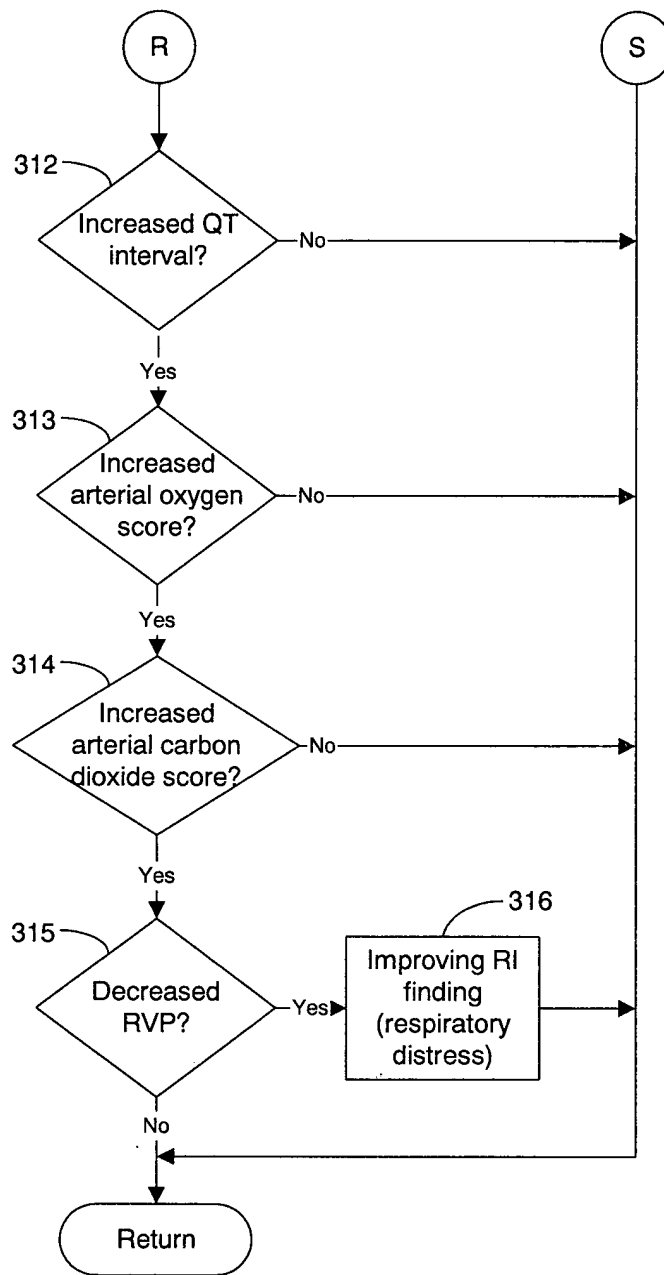 R
S
312
Increased QT
interval?
No
Yes
313
Increased
arterial oxygen
score?
No
Yes
314
Increased
arterial carbon
dioxide score?
No
Yes
315
316
Decreased
RVP?
Yes
Improving RI
finding
(respiratory
distress)
No
Return